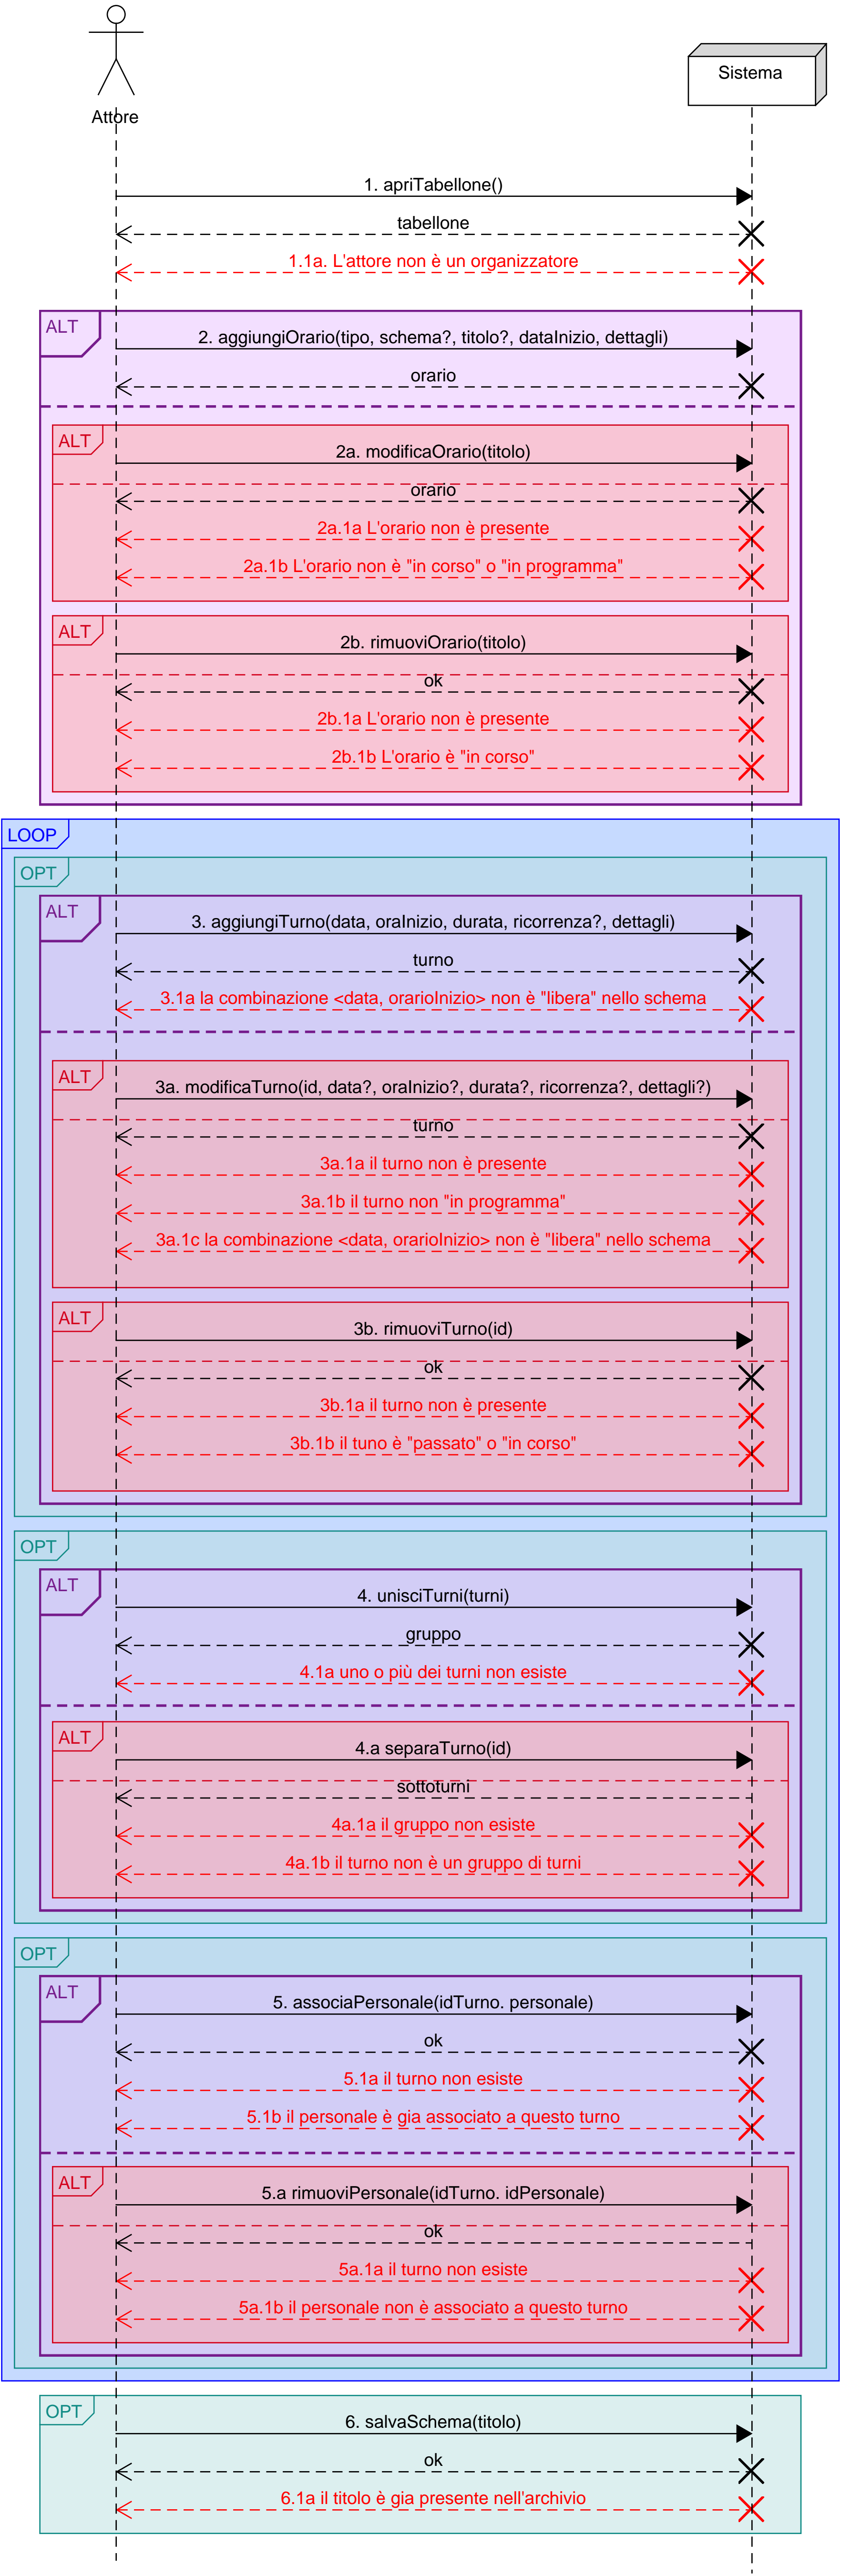 Attore
Sistema
1. apriTabellone()
tabellone
1.1a. L'attore non è un organizzatore
ALT
2. aggiungiOrario(tipo, schema?, titolo?, dataInizio, dettagli)
orario
ALT
2a. modificaOrario(titolo)
orario
2a.1a L'orario non è presente
2a.1b L'orario non è "in corso" o "in programma"
ALT
2b. rimuoviOrario(titolo)
ok
2b.1a L'orario non è presente
2b.1b L'orario è "in corso"
LOOP
OPT
ALT
3. aggiungiTurno(data, oraInizio, durata, ricorrenza?, dettagli)
turno
3.1a la combinazione <data, orarioInizio> non è "libera" nello schema
ALT
3a. modificaTurno(id, data?, oraInizio?, durata?, ricorrenza?, dettagli?)
turno
3a.1a il turno non è presente
3a.1b il turno non "in programma"
3a.1c la combinazione <data, orarioInizio> non è "libera" nello schema
ALT
3b. rimuoviTurno(id)
ok
3b.1a il turno non è presente
3b.1b il tuno è "passato" o "in corso"
OPT
ALT
4. unisciTurni(turni)
gruppo
4.1a uno o più dei turni non esiste
ALT
4.a separaTurno(id)
sottoturni
4a.1a il gruppo non esiste
4a.1b il turno non è un gruppo di turni
OPT
ALT
5. associaPersonale(idTurno. personale)
ok
5.1a il turno non esiste
5.1b il personale è gia associato a questo turno
ALT
5.a rimuoviPersonale(idTurno. idPersonale)
ok
5a.1a il turno non esiste
5a.1b il personale non è associato a questo turno
OPT
6. salvaSchema(titolo)
ok
6.1a il titolo è gia presente nell'archivio